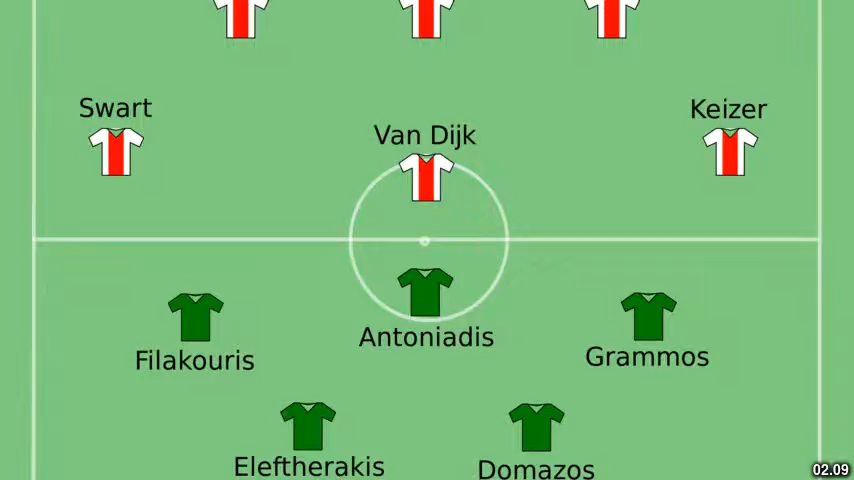 Swart
Keizer
Van Dijk
Antoniadis
Filakouris
Grammos
Eleftherakis
Domazos
02.09